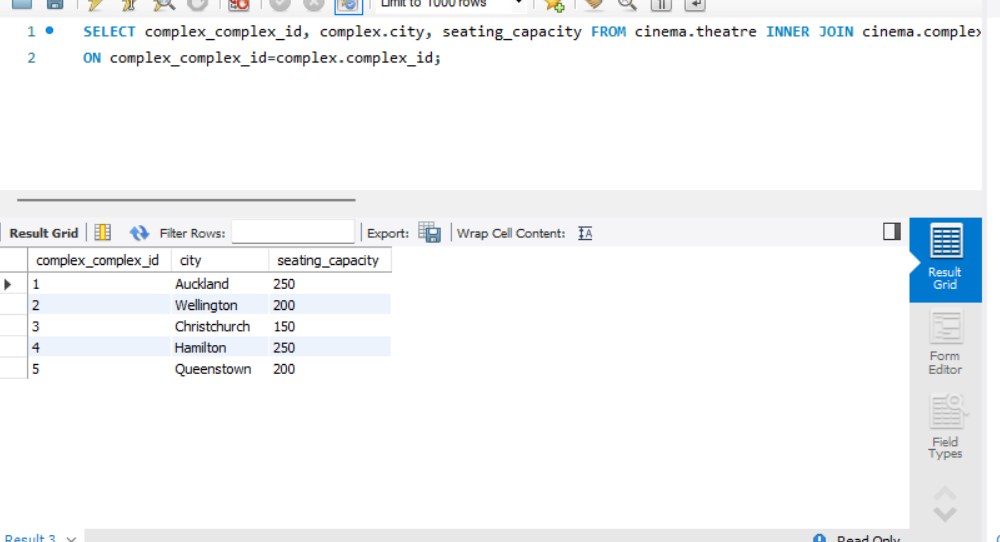 Limit to 1000 rows
1 SELECT complex_complex_id, complex.city, seating_capacity FROM cinema.theatre INNER JOIN cinema.complex
2 ON complex_complex_id=complex.complex_id;
Result Grid Filter Rows: Export: Wrap Cell Content: IA
complex_complex_id city seating_capacity
1 Auckland 250
2 Wellington 200
3 Christchurch 150
4 Hamilton 250
5 Queenstown 200
Result
Grid
Form
Editor
Field
Types
Result 3
Read Only